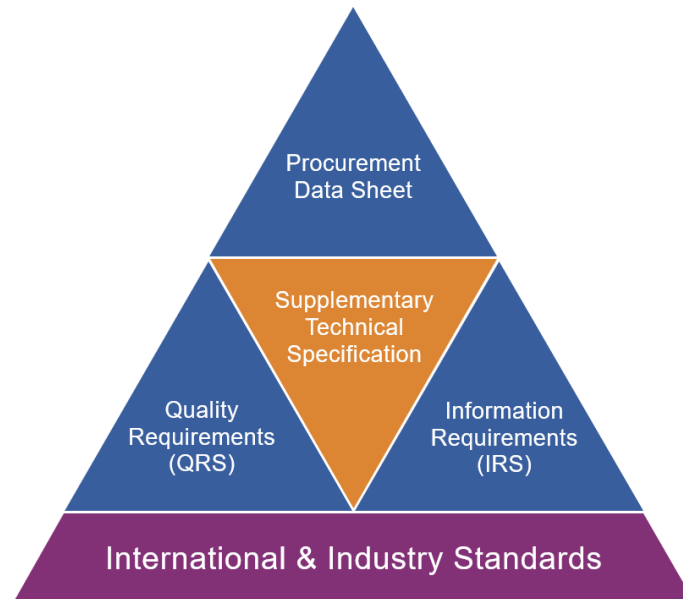 Procurement
Data Sheet
Supplementary
Technical
Specification
Quality
Requirements
(QRS)
Information
Requirements
(IRS)
International & Industry Standards